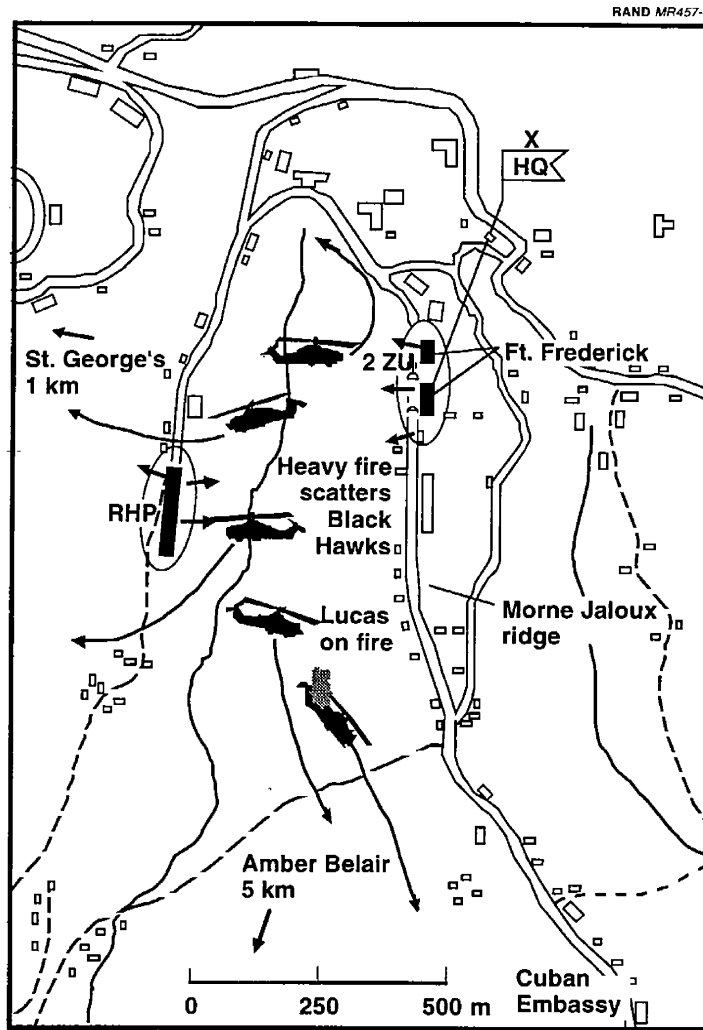 RAND MR457-
X
HQ
St. George's
1 km
2 ZU
Ft. Frederick
Heavy fire
scatters
Black
Hawks
RHP
Lucas
on fire
Morne Jaloux
ridge
Amber Belair
5 km
0 250 500 m
Cuban
Embassy